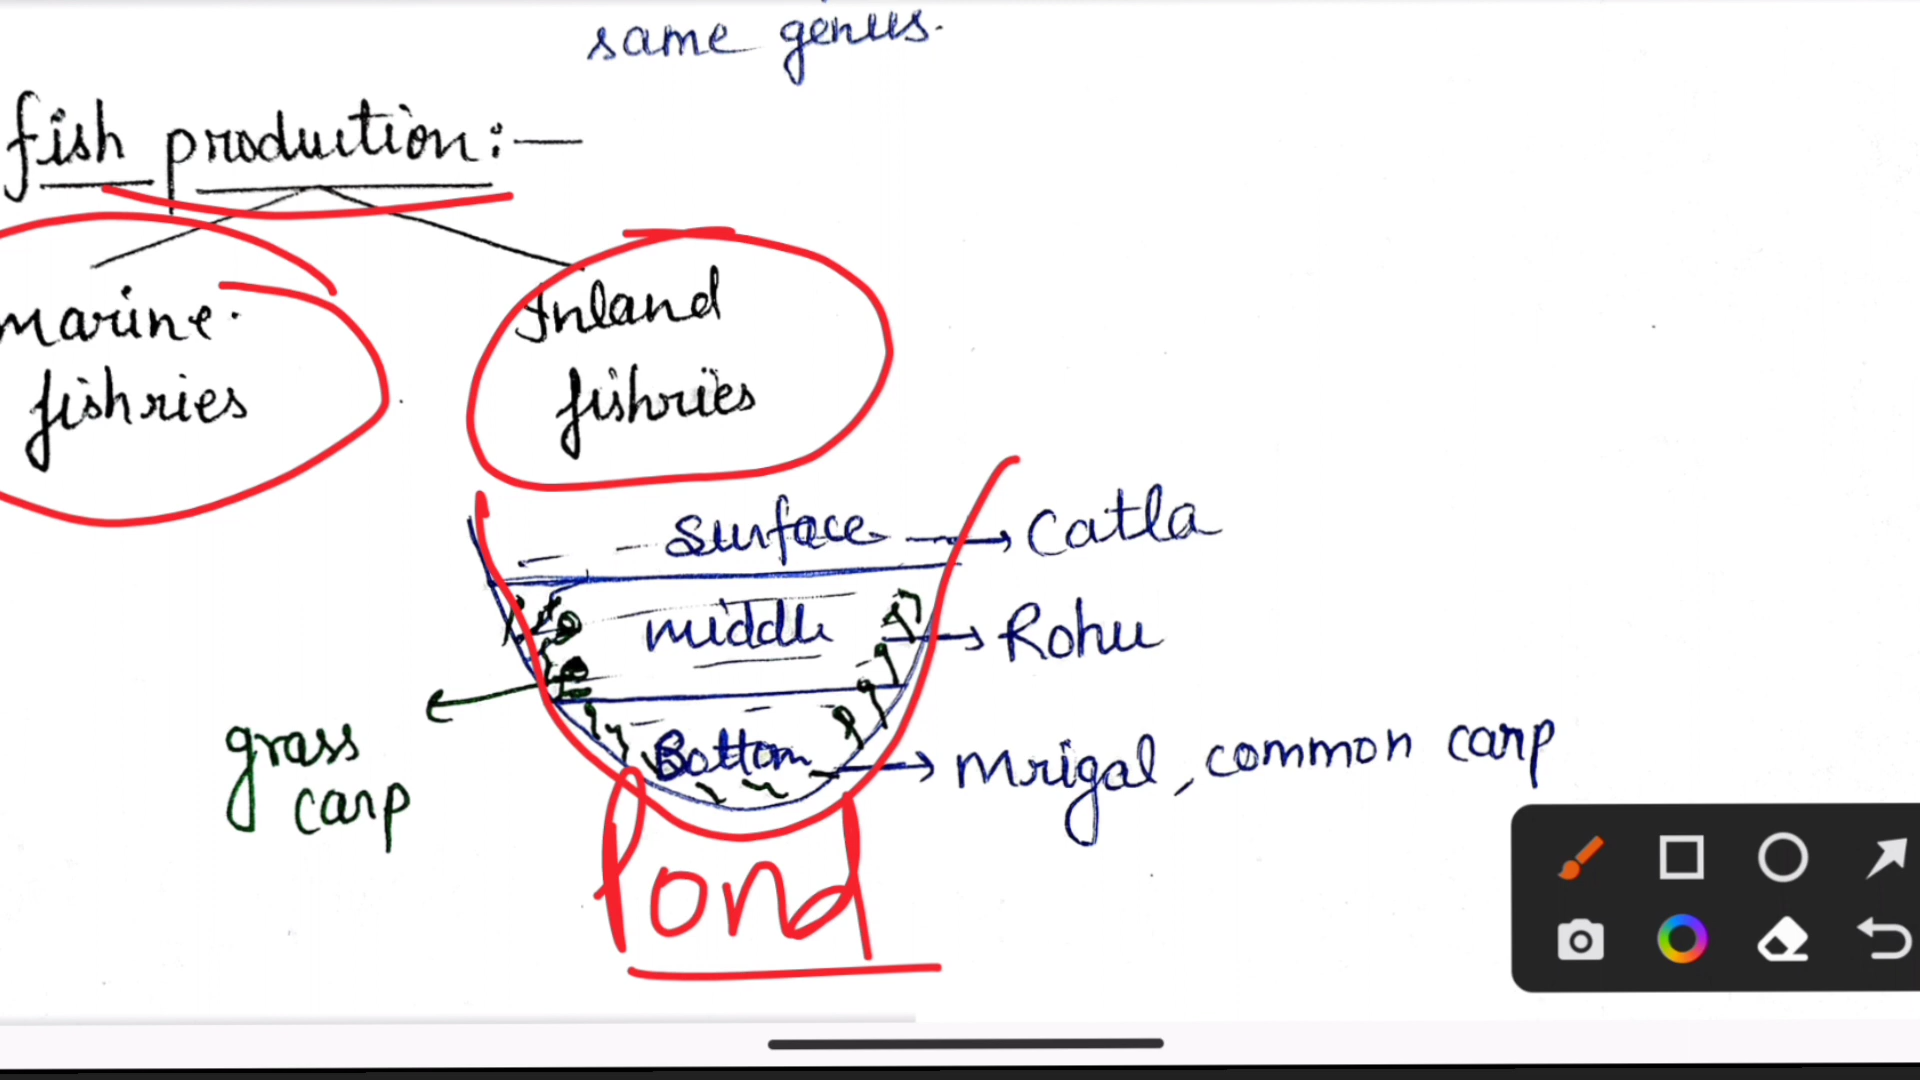 same genus.
fish production:—
marine.
fishries
Inland
fishries
surface → Catla
middle → Rohu
grass
carp
Bottom → Mrigal, common carp
Pond